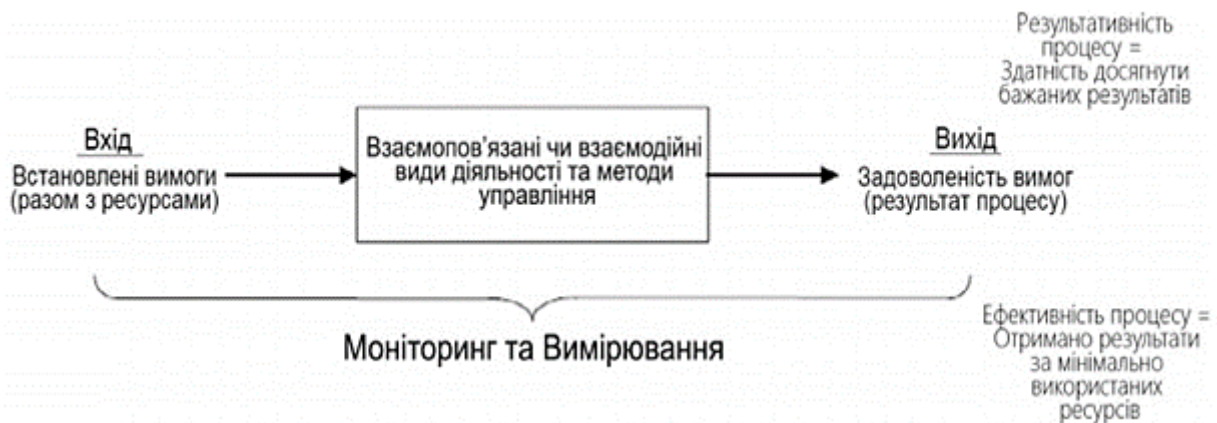 Результативність
процесу =
Здатність досягнути
бажаних результатів
Вхід
Встановлені вимоги
(разом з ресурсами)
Взаємопов'язані чи взаємодійні
види діяльності та методи
управління
Вихід
Задоволеність вимог
(результат процесу)
Моніторинг та Вимірювання
Ефективність процесу =
Отримано результати
за мінімально
використаних
ресурсів